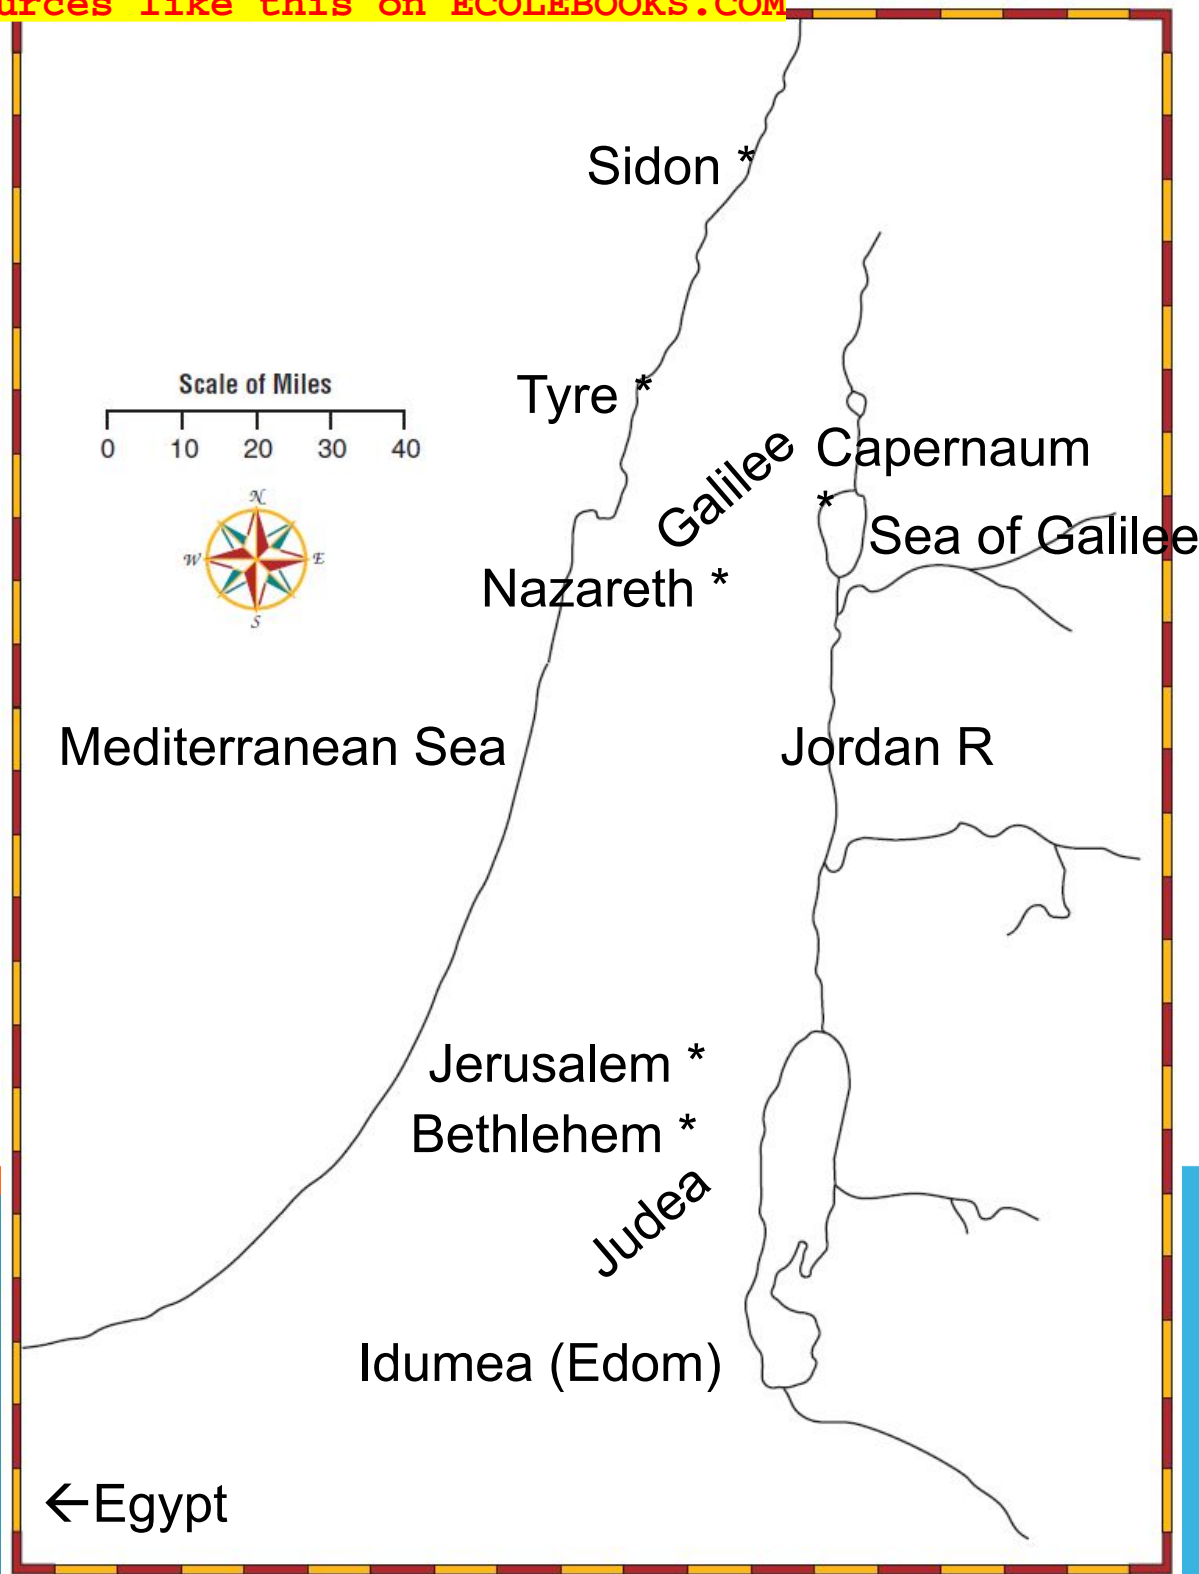 urces like this on ECOLEBOOKS.COM
Sidon *
Scale of Miles
0 10 20 30 40
Tyre *
Galilee
Capernaum
*
N
W E
S
Sea of Galilee
Nazareth *
Mediterranean Sea
Jordan R
Jerusalem *
Bethlehem *
Judea
Idumea (Edom)
←Egypt